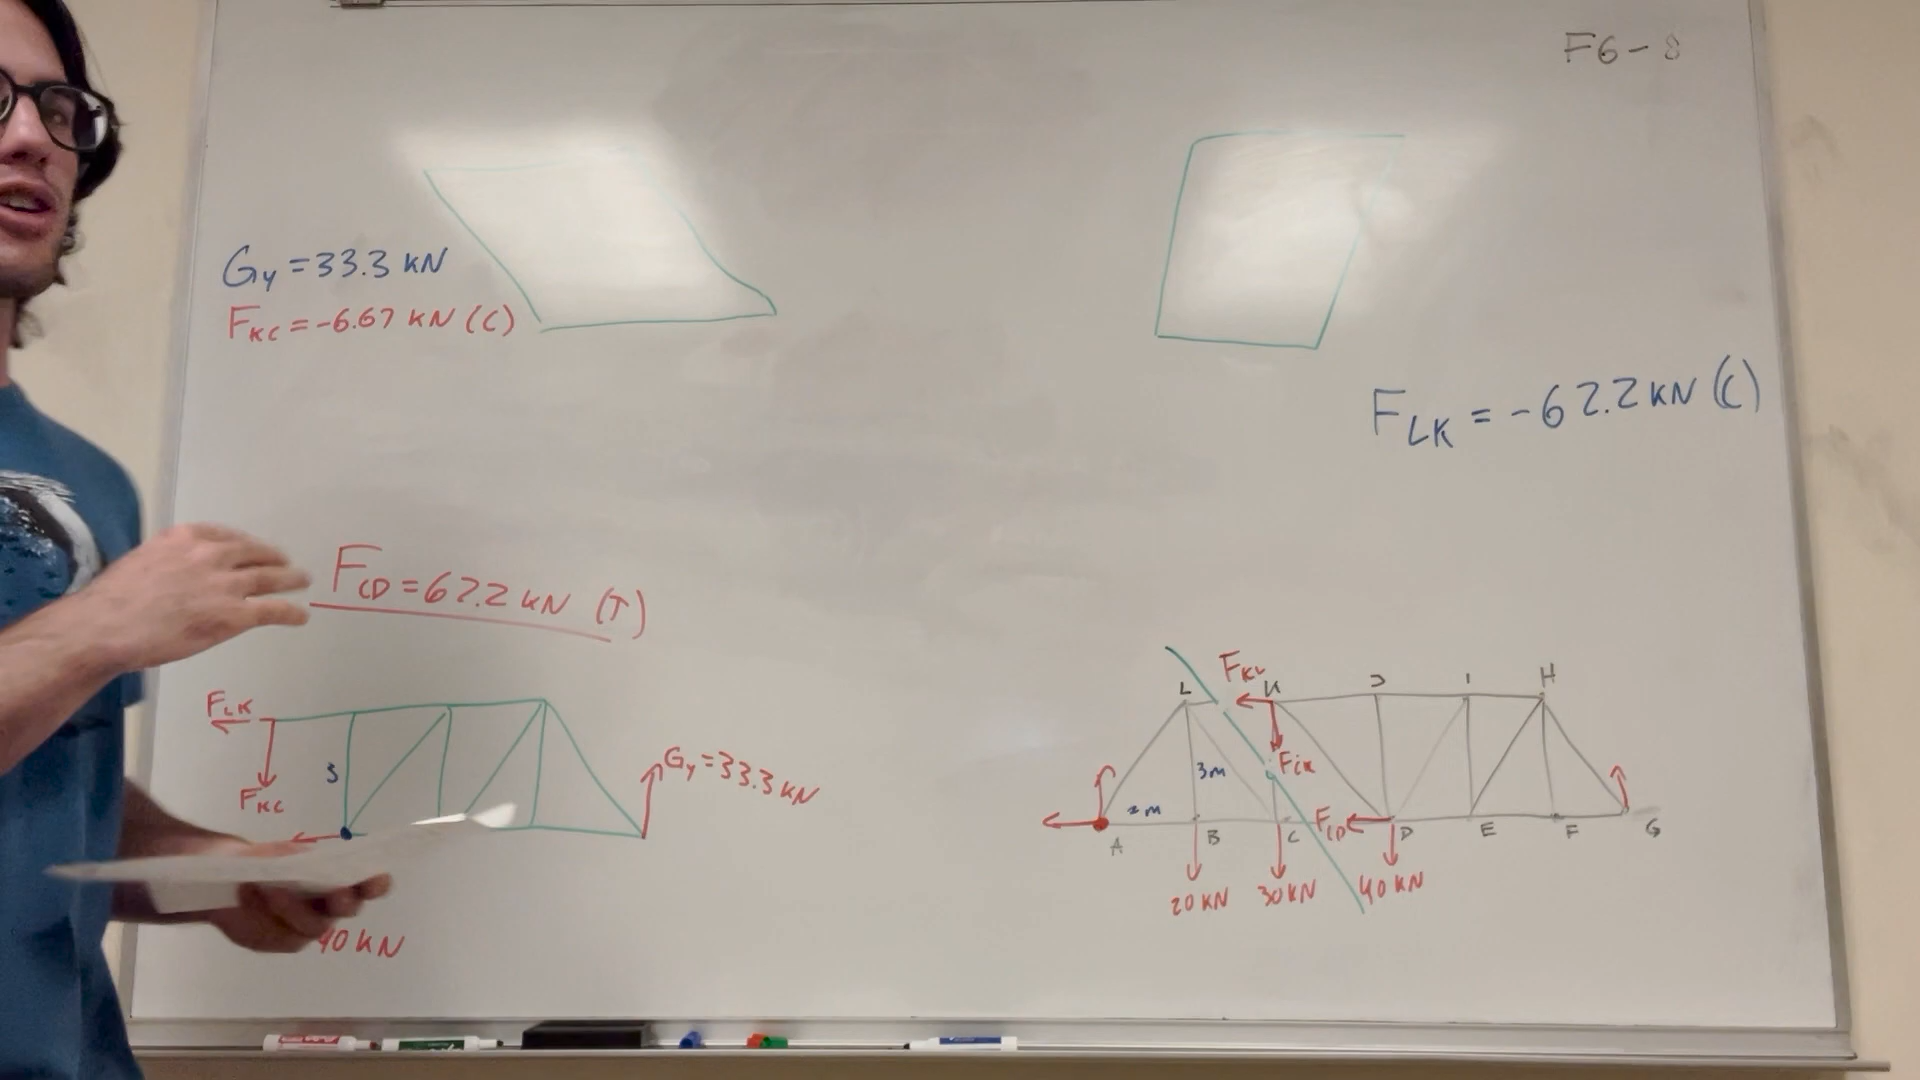 F6-8
Gy = 33.3 KN
FKC = -6.67 KN (C)
FLK = -62.2 KN (C)
FCD = 62.2 KN (T)
FLK
FKC
3
Gy = 33.3 KN
40 KN
FKL
L K J I H
3m
FCK
2m
FCD
A B C D E F G
20 KN 30 KN 40 KN